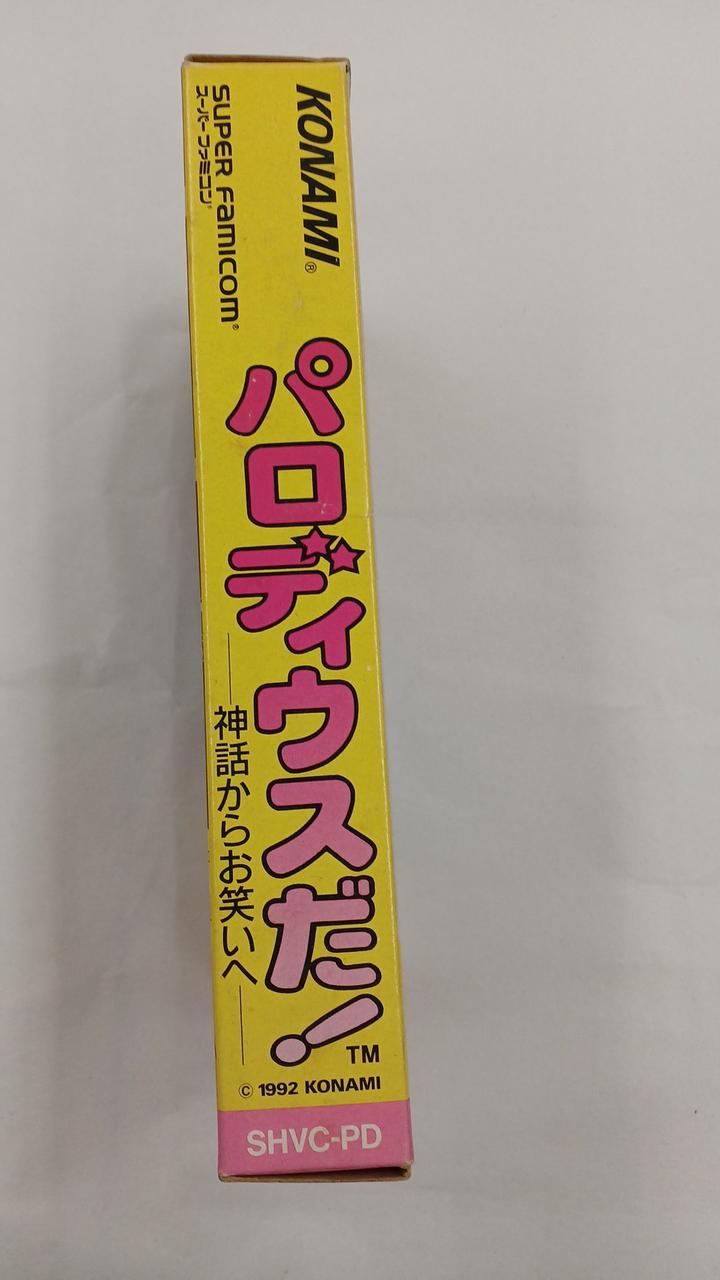 KONAMI®
SUPER Famicom®
スーパーファミコン®
パロディウスだ!
TM
神話からお笑いへ
© 1992 KONAMI
SHVC-PD